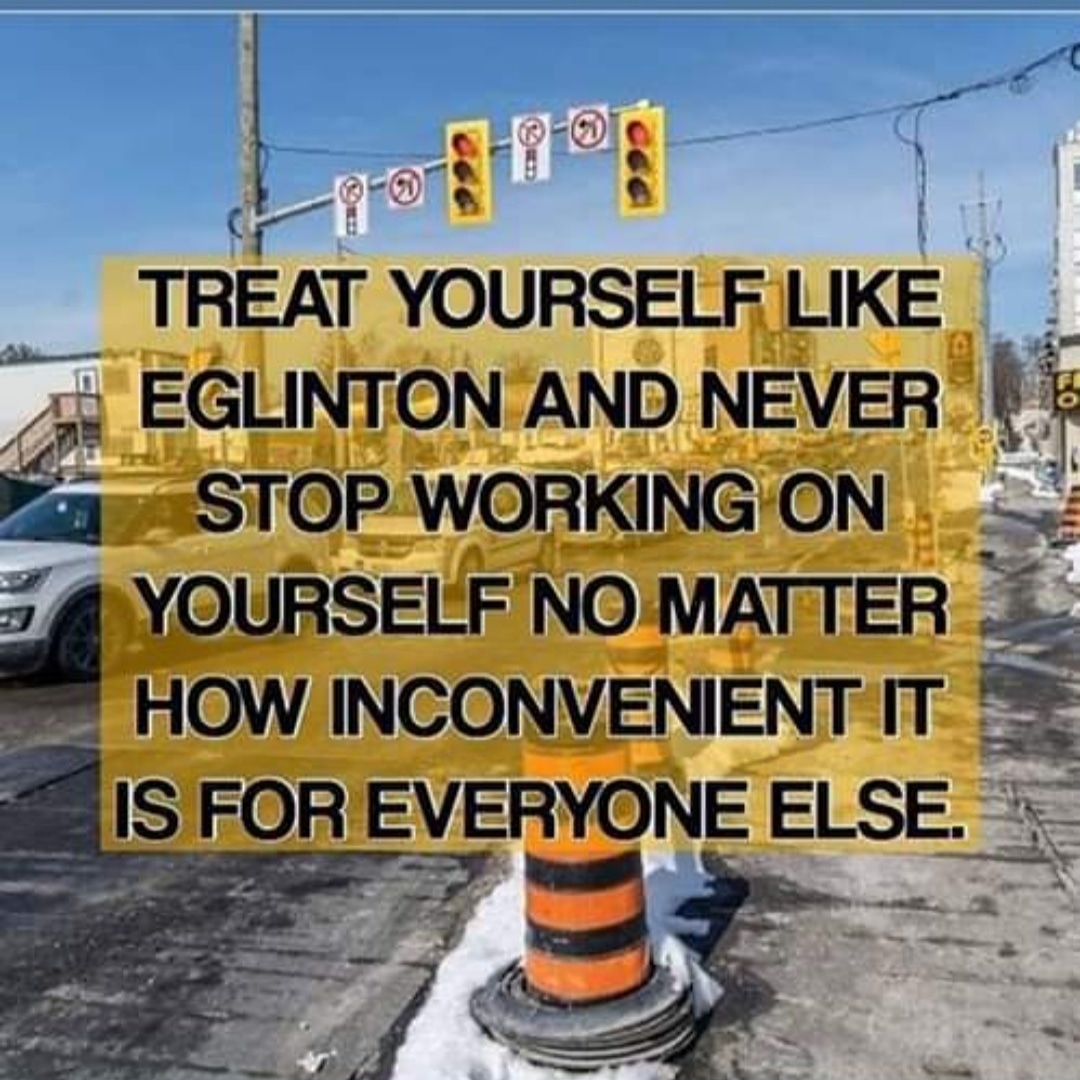 TREAT YOURSELF LIKE
EGLINTON AND NEVER
STOP WORKING ON
YOURSELF NO MATTER
HOW INCONVENIENT IT
IS FOR EVERYONE ELSE.